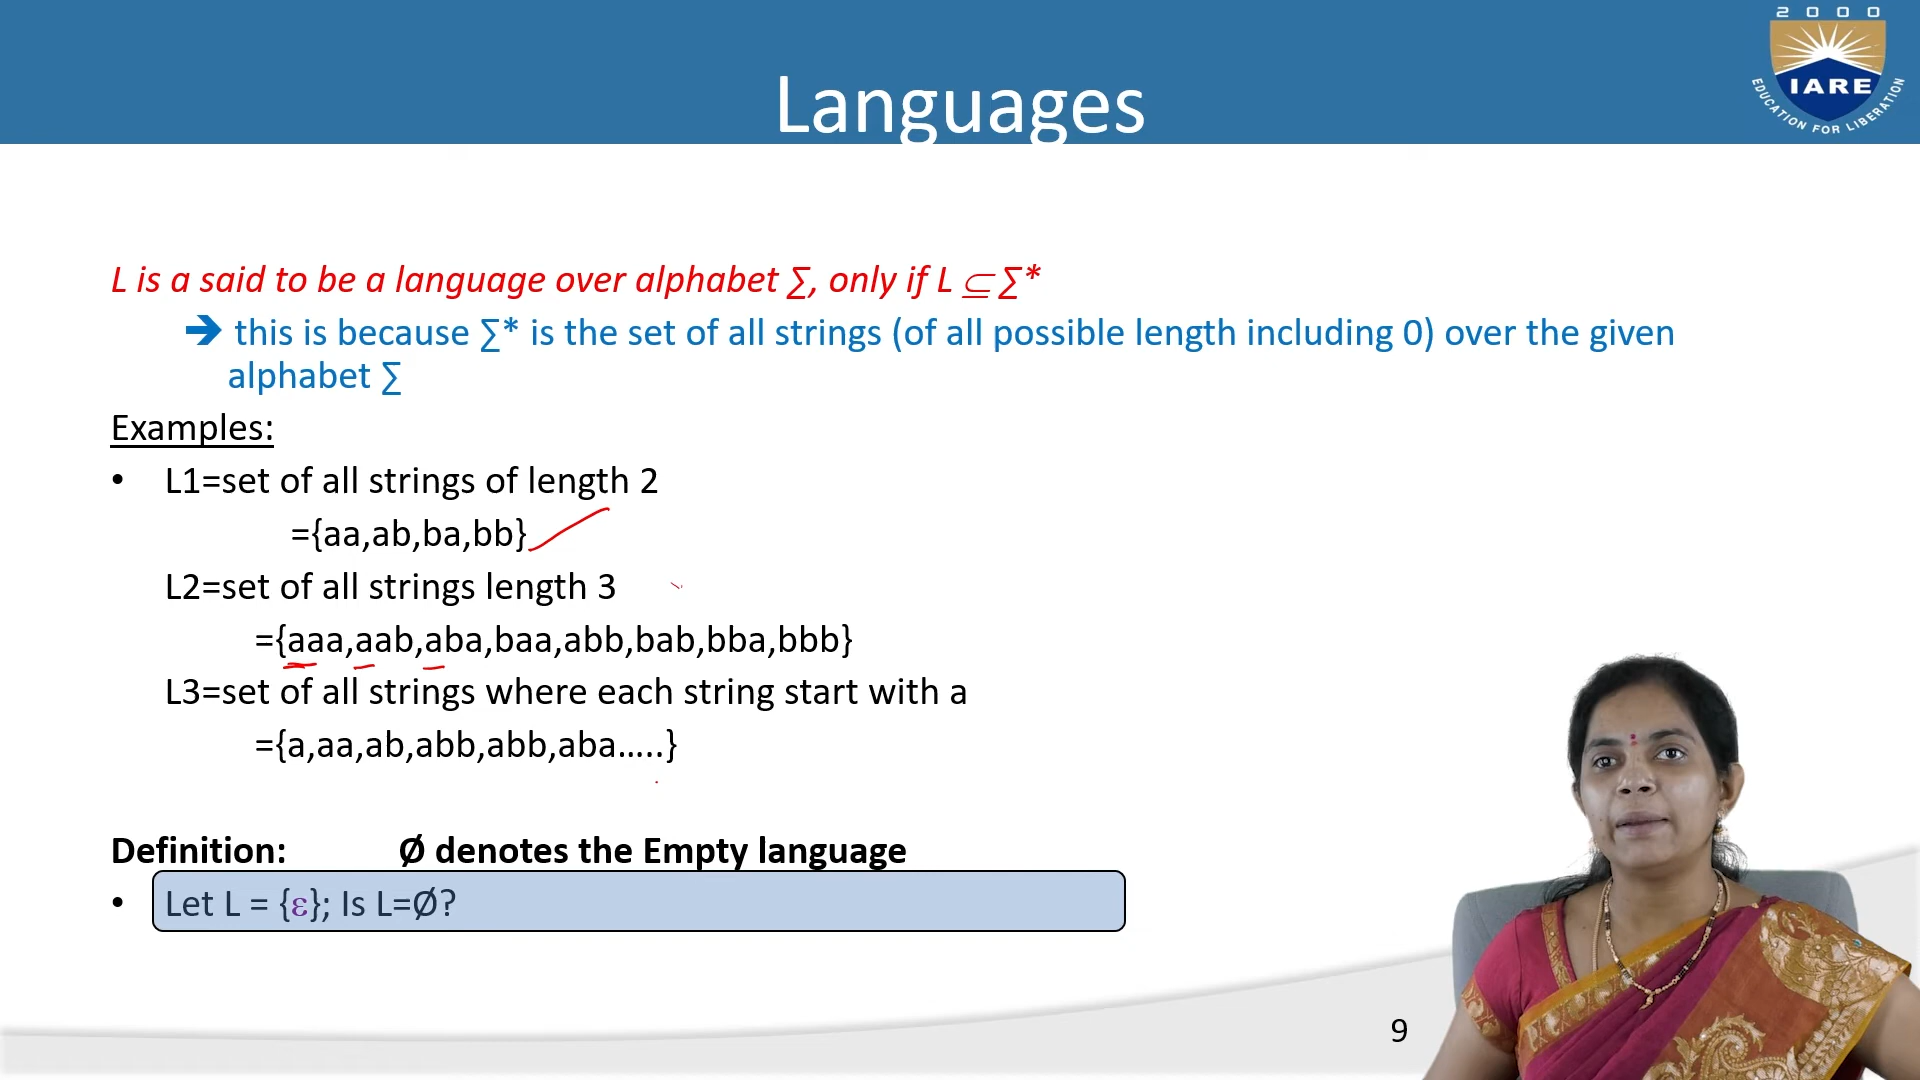 2 0 0 0
IARE
EDUCATION FOR LIBERATION
Languages
L is a said to be a language over alphabet ∑, only if L ⊆ ∑*
➔ this is because ∑* is the set of all strings (of all possible length including 0) over the given
alphabet ∑
Examples:
• L1=set of all strings of length 2
={aa,ab,ba,bb}
L2=set of all strings length 3
={aaa,aab,aba,baa,abb,bab,bba,bbb}
L3=set of all strings where each string start with a
={a,aa,ab,abb,abb,aba.....}
Definition: Ø denotes the Empty language
• Let L = {ε}; Is L=Ø?
9